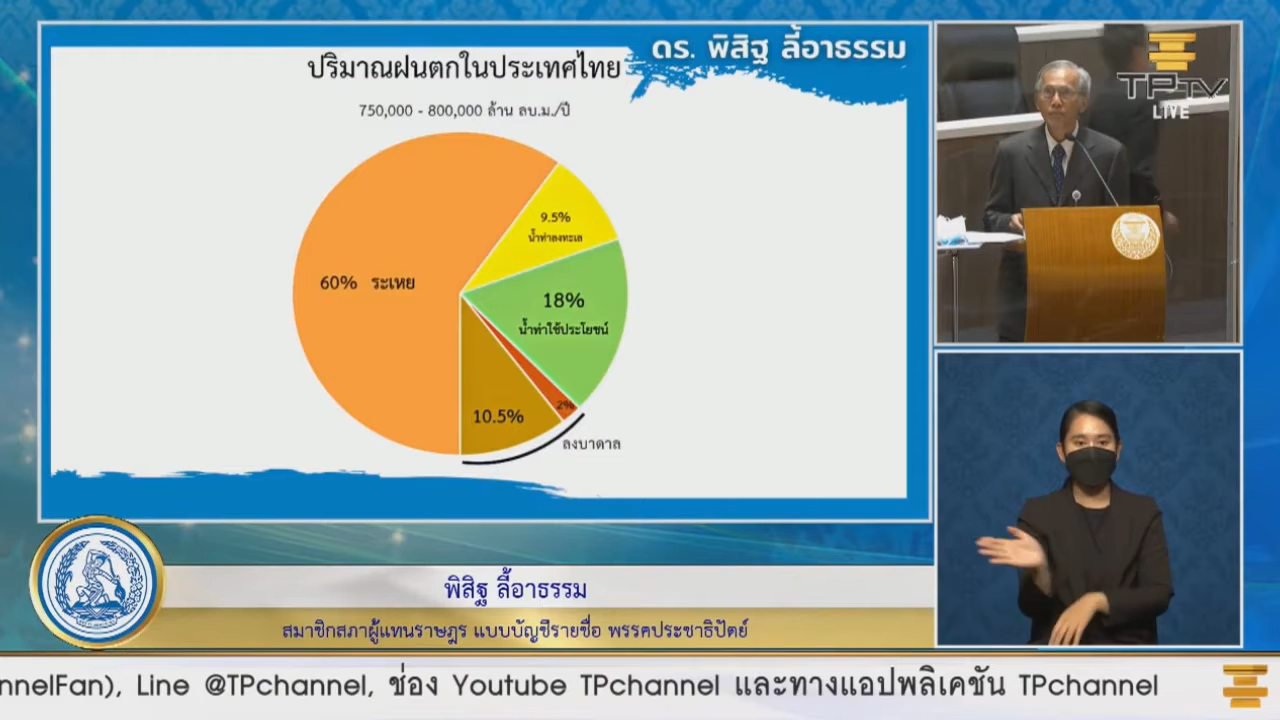 ปริมาณฝนตกในประเทศไทย
ดร. พิสิฐ ลี้อาธรรม
750,000 - 800,000 ล้าน ลบ.ม./ปี
9.5%
น้ำท่าลงทะเล
60% ระเหย
18%
น้ำท่าใช้ประโยชน์
2%
10.5%
ลงบาดาล
TPTV
LIVE
พิสิฐ ลี้อาธรรม
สมาชิกสภาผู้แทนราษฎร แบบบัญชีรายชื่อ พรรคประชาธิปัตย์
nnelFan), Line @TPchannel, ช่อง Youtube TPchannel และทางแอปพลิเคชัน TPchannel